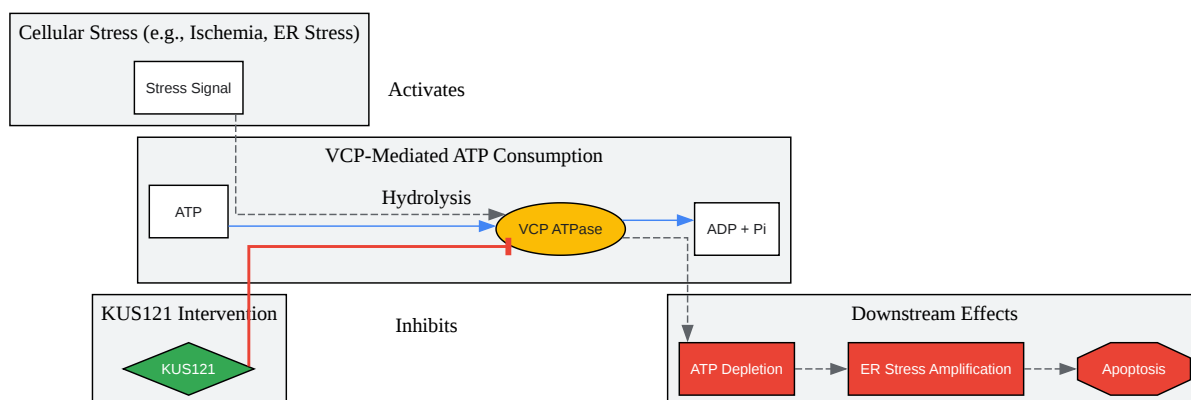 Cellular Stress (e.g., Ischemia, ER Stress)
Stress Signal
Activates
VCP-Mediated ATP Consumption
Hydrolysis
ATP
VCP ATPase
ADP + Pi
KUS121 Intervention
Inhibits
Downstream Effects
KUS121
ATP Depletion
ER Stress Amplification
Apoptosis